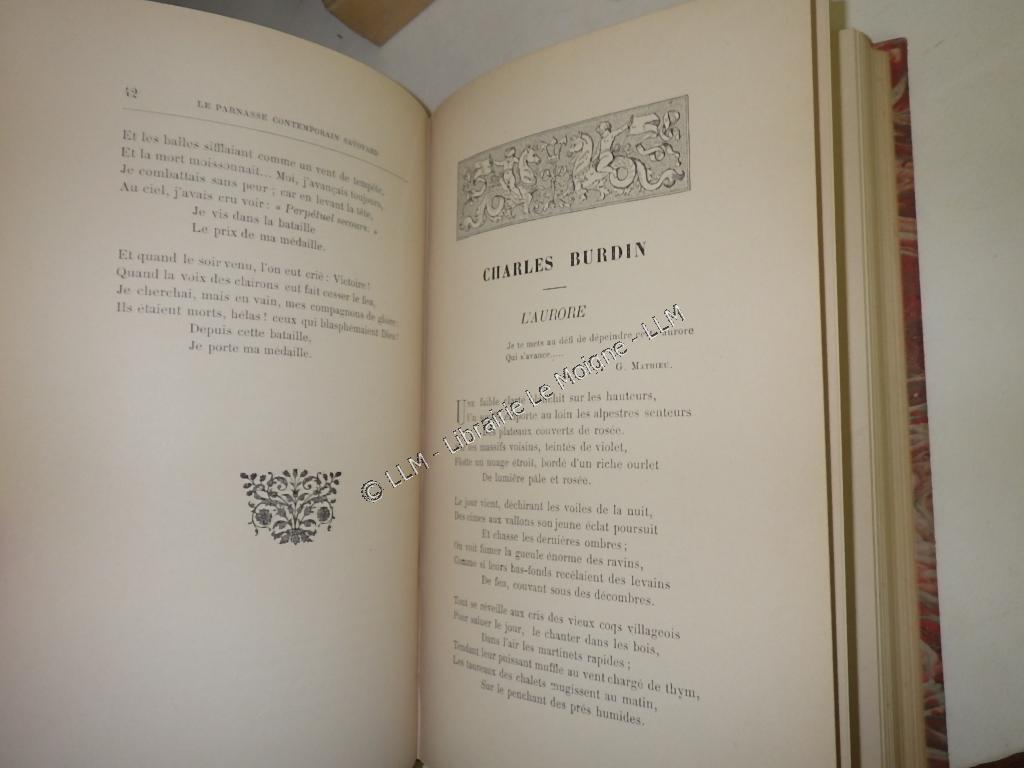 42
LE PARNASSE CONTEMPORAIN SAVOYARD
Et les balles sifflaient comme un vent de tempête,
Et la mort moissonnait... Moi, j'avançais toujours,
Je combattais sans peur ; car en levant la tête,
Au ciel, j'avais cru voir : « Perpétuel secours. »
Je vis dans la bataille
Le prix de ma médaille.
Et quand le soir venu, l'on eut crié : Victoire !
Quand la voix des clairons eut fait cesser le feu,
Je cherchai, mais en vain, mes compagnons de gloire :
Ils étaient morts, hélas ! ceux qui blasphémaient Dieu !
Depuis cette bataille,
Je porte ma médaille.
CHARLES BURDIN
L'AURORE
Je te mets au défi de dépeindre cette aurore
Qui s'avance.....
G. MATHIEU.
Une faible clarté blanchit sur les hauteurs,
Un porte au loin les alpestres senteurs
Des plateaux couverts de rosée.
les massifs voisins, teintés de violet,
Flotte un nuage étroit, bordé d'un riche ourlet
De lumière pâle et rosée.
Le jour vient, déchirant les voiles de la nuit,
Des cimes aux vallons son jeune éclat poursuit
Et chasse les dernières ombres ;
On voit fumer la gueule énorme des ravins,
Comme si leurs bas-fonds recélaient des levains
De feu, couvant sous des décombres.
Tout se réveille aux cris des vieux coqs villageois
Pour saluer le jour, le chanter dans les bois,
Dans l'air les martinets rapides ;
Tendant leur puissant muffle au vent chargé de thym,
Les taureaux des chalets mugissent au matin,
Sur le penchant des prés humides.
© LLM - Librairie Le Moigne - LLM